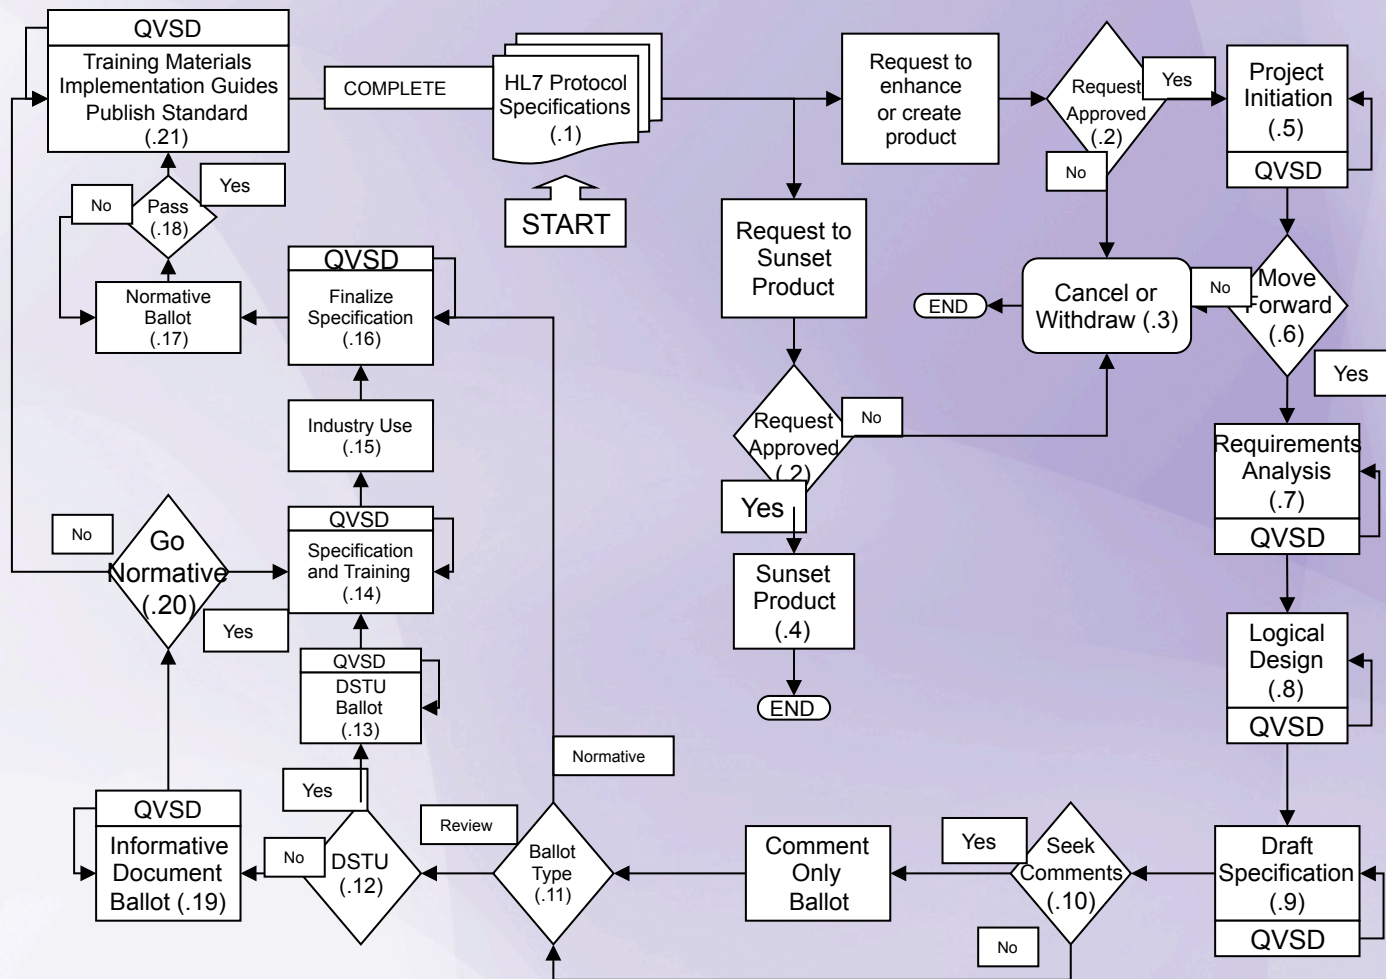 QVSD
Training Materials
Implementation Guides
Publish Standard
(.21)
COMPLETE
HL7 Protocol
Specifications
(.1)
START
Request to
enhance
or create
product
Request
Approved
(.2)
Yes
No
Project
Initiation
(.5)
QVSD
Request to
Sunset
Product
END
Cancel or
Withdraw (.3)
No
Move
Forward
(.6)
Yes
No
Pass
(.18)
Yes
Normative
Ballot
(.17)
QVSD
Finalize
Specification
(.16)
Industry Use
(.15)
Request
Approved
(.2)
No
Yes
Requirements
Analysis
(.7)
QVSD
No
Go
Normative
(.20)
Yes
QVSD
Specification
and Training
(.14)
Sunset
Product
(.4)
END
QVSD
DSTU
Ballot
(.13)
Logical
Design
(.8)
QVSD
Normative
QVSD
Informative
Document
Ballot (.19)
No
Yes
DSTU
(.12)
Review
Ballot
Type
(.11)
Comment
Only
Ballot
Yes
Seek
Comments
(.10)
No
Draft
Specification
(.9)
QVSD